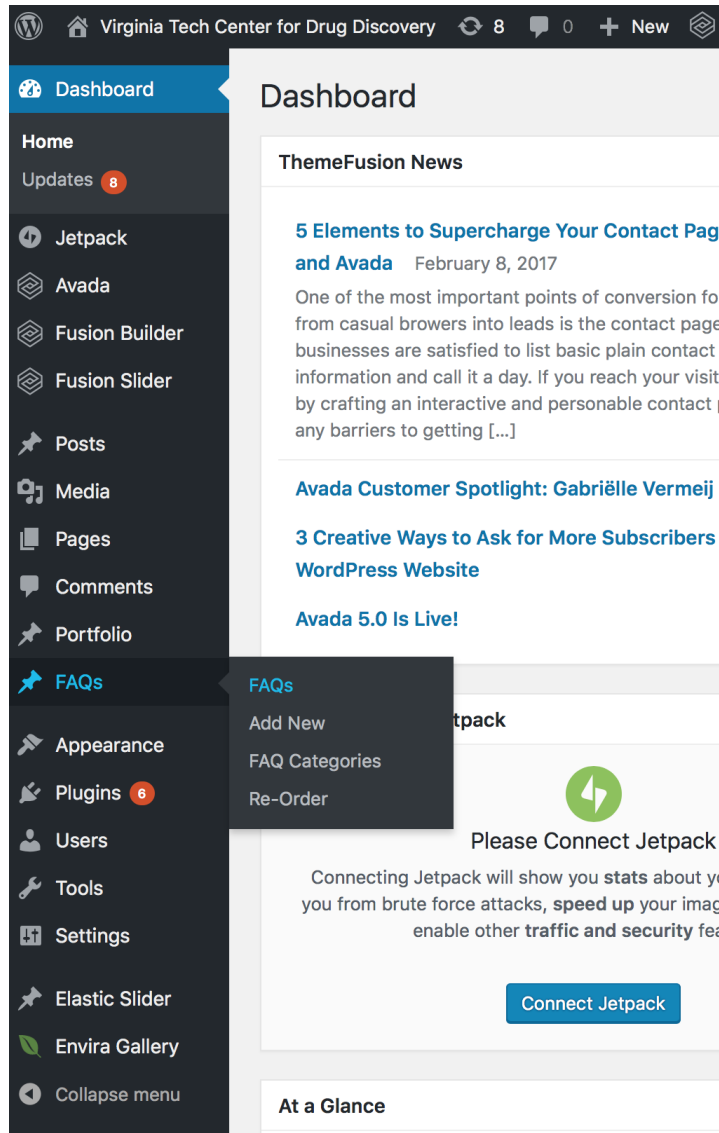 Virginia Tech Center for Drug Discovery 8 0 + New
Dashboard
Home
Updates 8
Jetpack
Avada
Fusion Builder
Fusion Slider
Posts
Media
Pages
Comments
Portfolio
FAQs
Appearance
Plugins 6
Users
Tools
Settings
Elastic Slider
Envira Gallery
Collapse menu
FAQs
Add New
FAQ Categories
Re-Order
Dashboard
ThemeFusion News
5 Elements to Supercharge Your Contact Pag
and Avada February 8, 2017
One of the most important points of conversion fo
from casual browers into leads is the contact page
businesses are satisfied to list basic plain contact
information and call it a day. If you reach your visit
by crafting an interactive and personable contact
any barriers to getting […]
Avada Customer Spotlight: Gabriëlle Vermeij
3 Creative Ways to Ask for More Subscribers
WordPress Website
Avada 5.0 Is Live!
tpack
Please Connect Jetpack
Connecting Jetpack will show you stats about yo
you from brute force attacks, speed up your imag
enable other traffic and security fea
Connect Jetpack
At a Glance